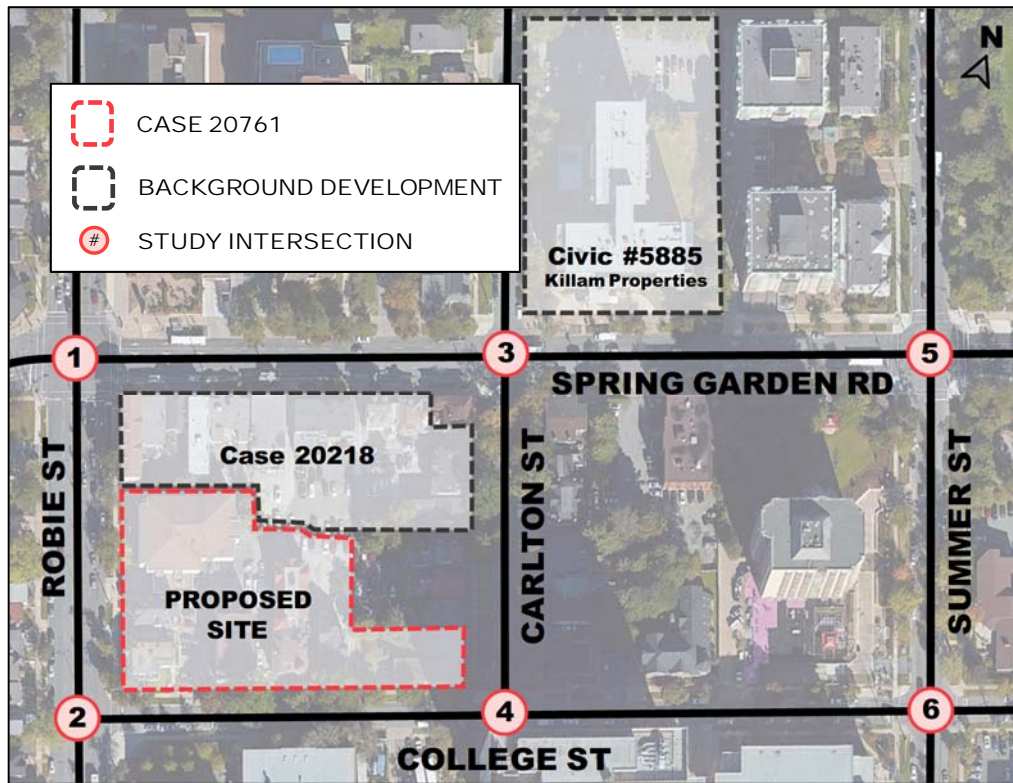 N
CASE 20761
BACKGROUND DEVELOPMENT
# STUDY INTERSECTION
Civic #5885
Killam Properties
1
3
5
SPRING GARDEN RD
Case 20218
ROBIE ST
CARLTON ST
SUMMER ST
PROPOSED
SITE
2
4
6
COLLEGE ST